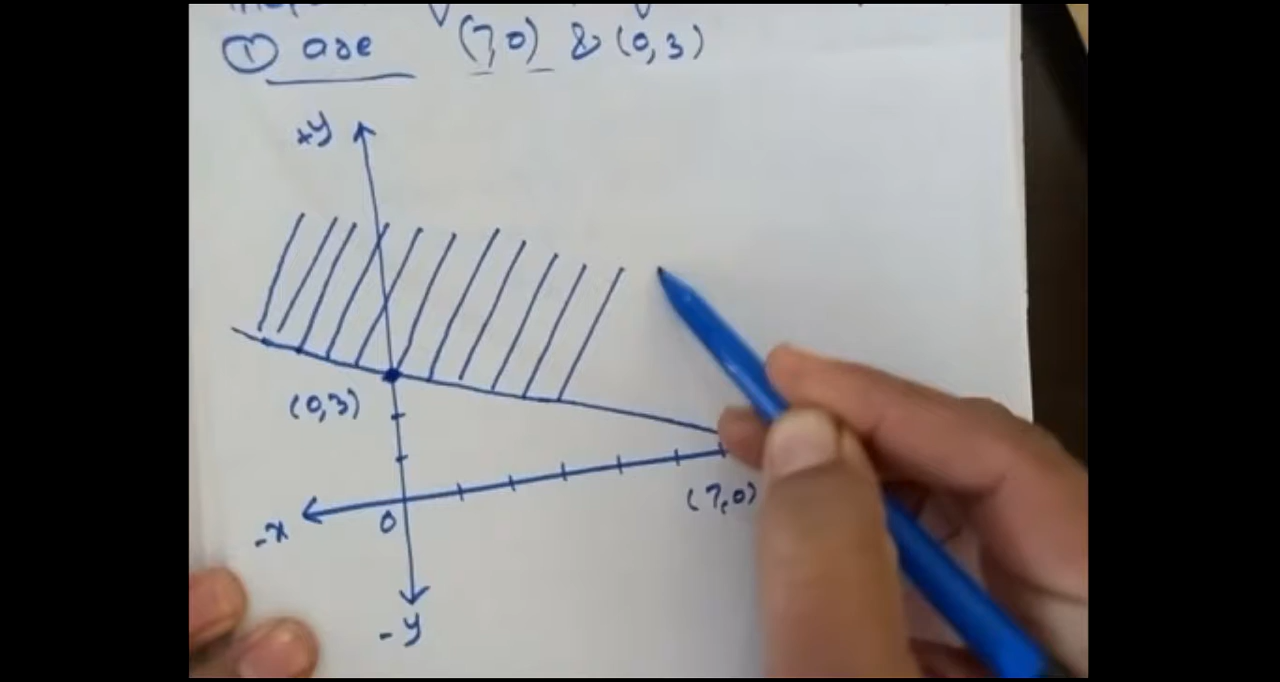 ① are (7,0) & (0,3)
+y
(0,3)
(7,0)
0
-x
-y